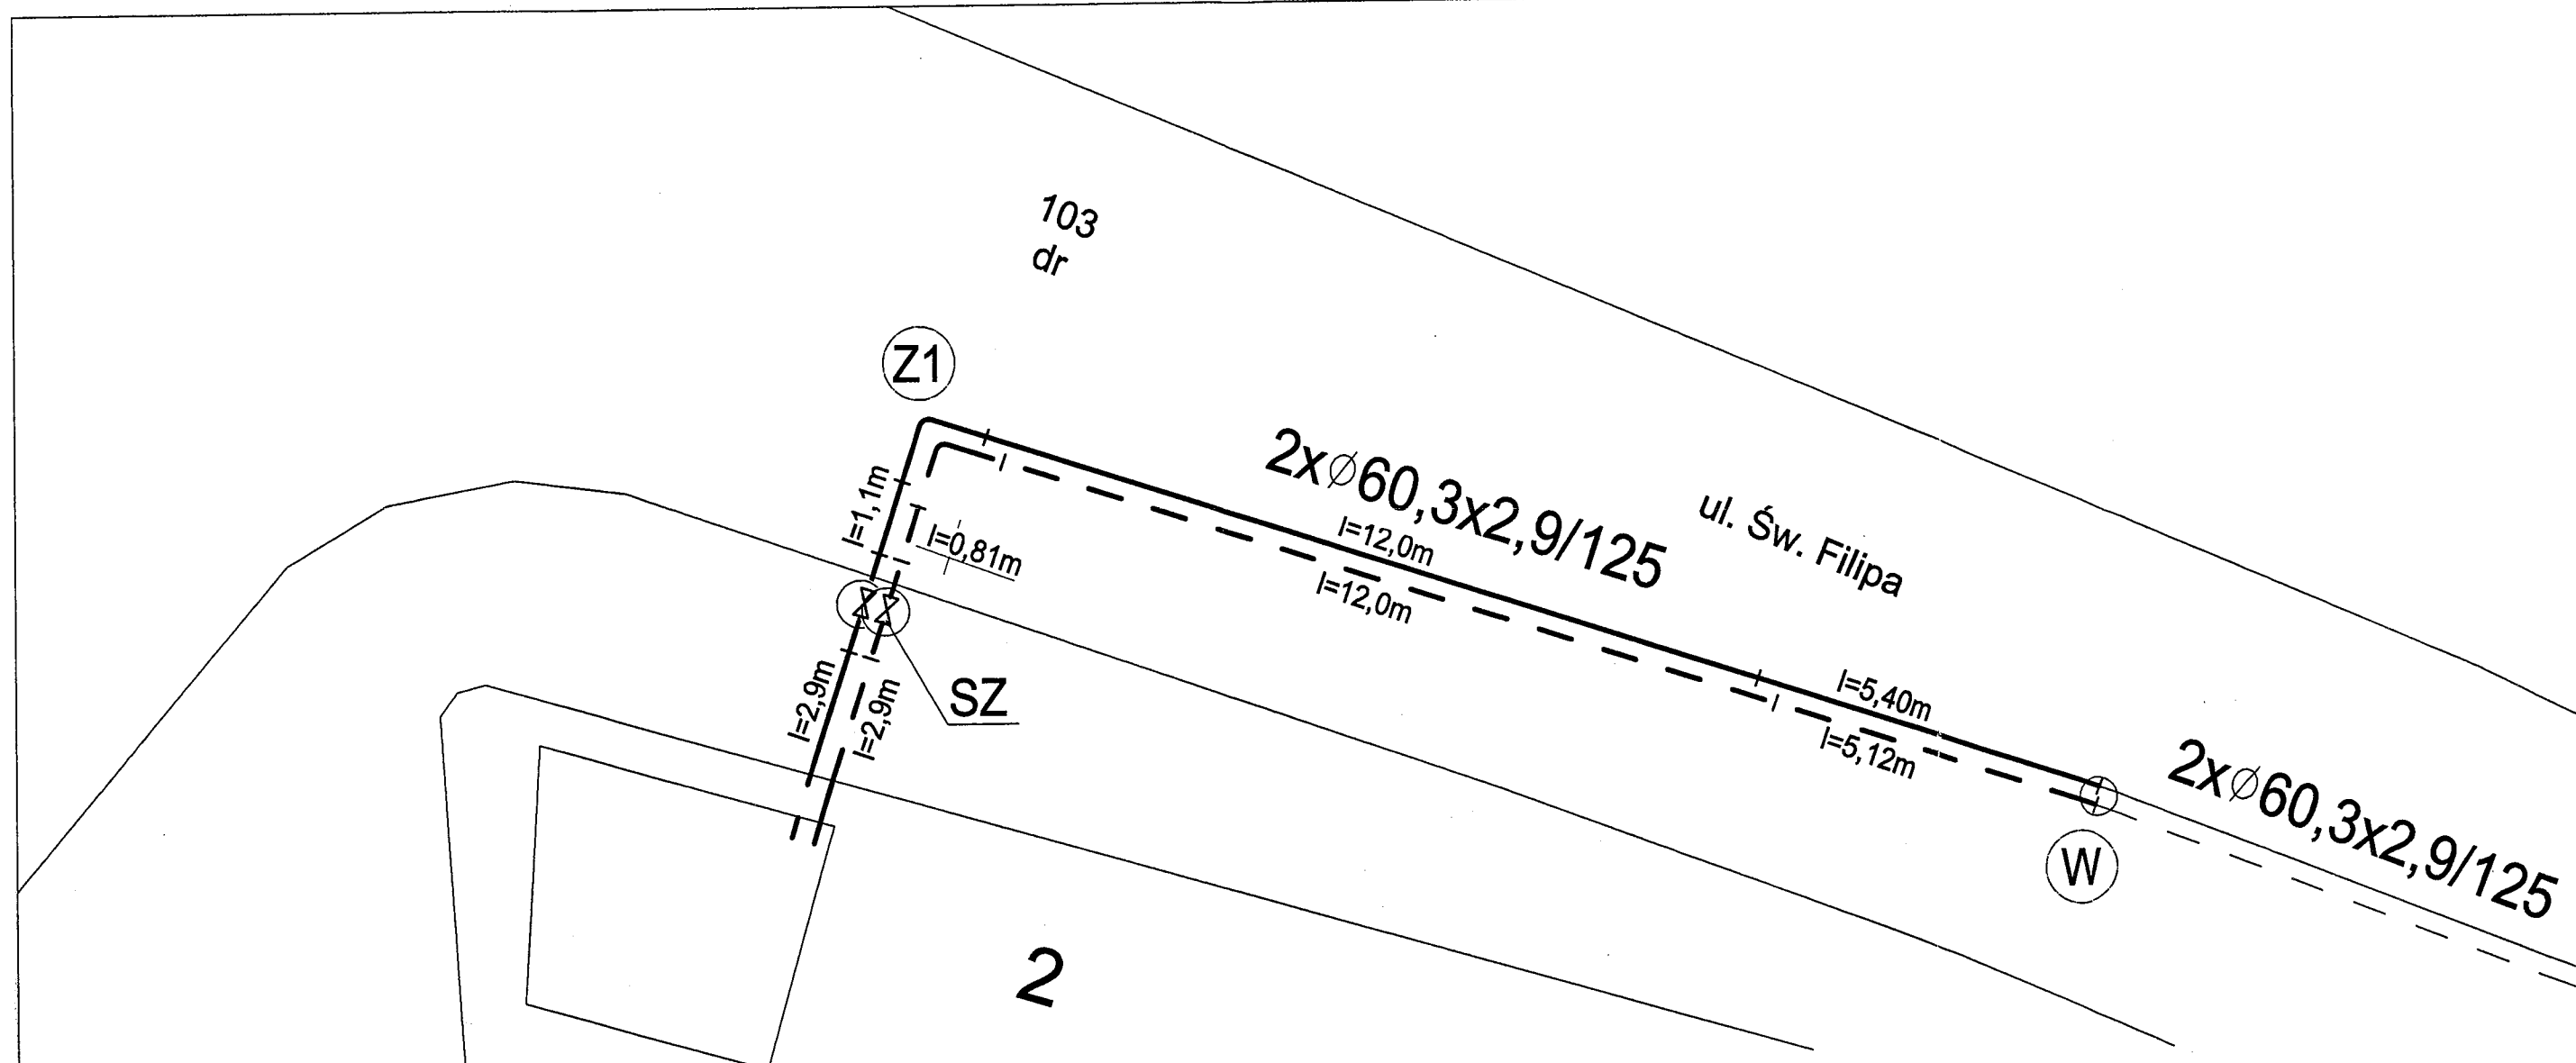 103
dr
Z1
2xø60,3x2,9/125
ul. Św. Filipa
l=1,1m
l=0,81m
l=12,0m
l=12,0m
l=5,40m
l=5,12m
SZ
l=2,9m
l=2,9m
2xø60,3x2,9/125
W
2